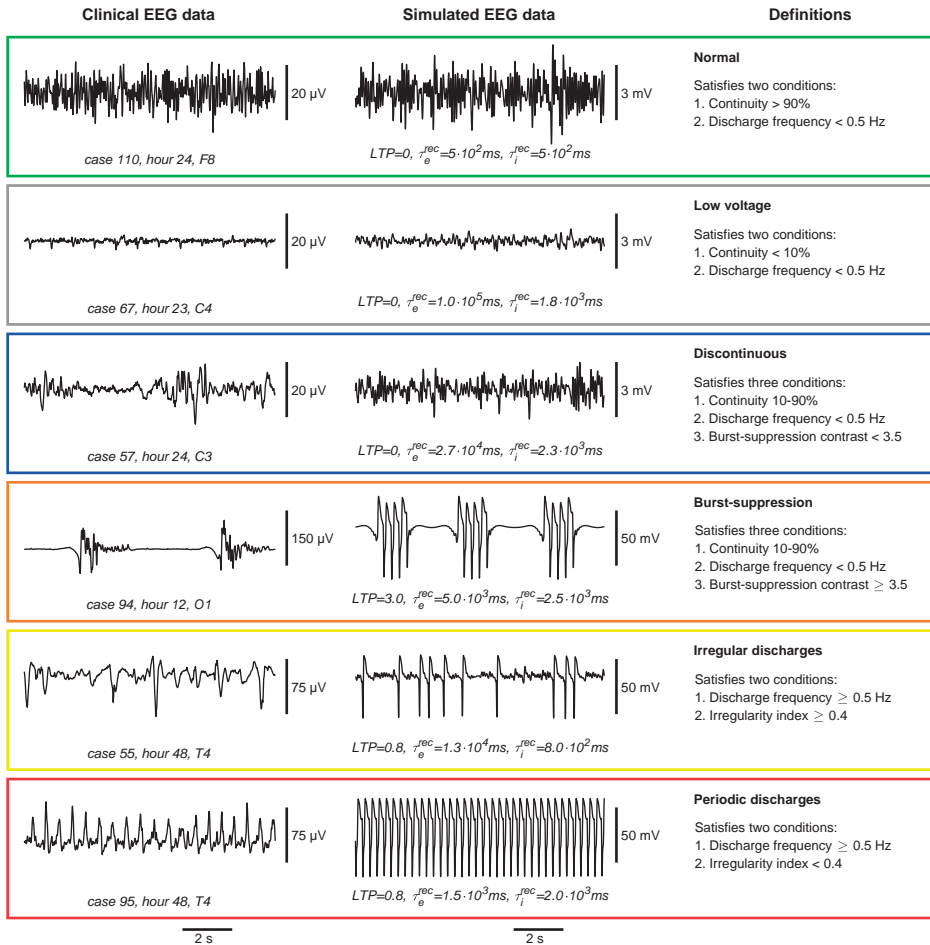 Clinical EEG data
Simulated EEG data
Definitions
20 μV
3 mV
case 110, hour 24, F8
LTP=0, τ_e^rec=5·10^2ms, τ_i^rec=5·10^2ms
Normal
Satisfies two conditions:
1. Continuity > 90%
2. Discharge frequency < 0.5 Hz
20 μV
3 mV
case 67, hour 23, C4
LTP=0, τ_e^rec=1.0·10^5ms, τ_i^rec=1.8·10^3ms
Low voltage
Satisfies two conditions:
1. Continuity < 10%
2. Discharge frequency < 0.5 Hz
20 μV
3 mV
case 57, hour 24, C3
LTP=0, τ_e^rec=2.7·10^4ms, τ_i^rec=2.3·10^3ms
Discontinuous
Satisfies three conditions:
1. Continuity 10-90%
2. Discharge frequency < 0.5 Hz
3. Burst-suppression contrast < 3.5
150 μV
50 mV
case 94, hour 12, O1
LTP=3.0, τ_e^rec=5.0·10^3ms, τ_i^rec=2.5·10^3ms
Burst-suppression
Satisfies three conditions:
1. Continuity 10-90%
2. Discharge frequency < 0.5 Hz
3. Burst-suppression contrast ≥ 3.5
75 μV
50 mV
case 55, hour 48, T4
LTP=0.8, τ_e^rec=1.3·10^4ms, τ_i^rec=8.0·10^2ms
Irregular discharges
Satisfies two conditions:
1. Discharge frequency ≥ 0.5 Hz
2. Irregularity index ≥ 0.4
75 μV
50 mV
case 95, hour 48, T4
LTP=0.8, τ_e^rec=1.5·10^3ms, τ_i^rec=2.0·10^3ms
Periodic discharges
Satisfies two conditions:
1. Discharge frequency ≥ 0.5 Hz
2. Irregularity index < 0.4
2 s
2 s